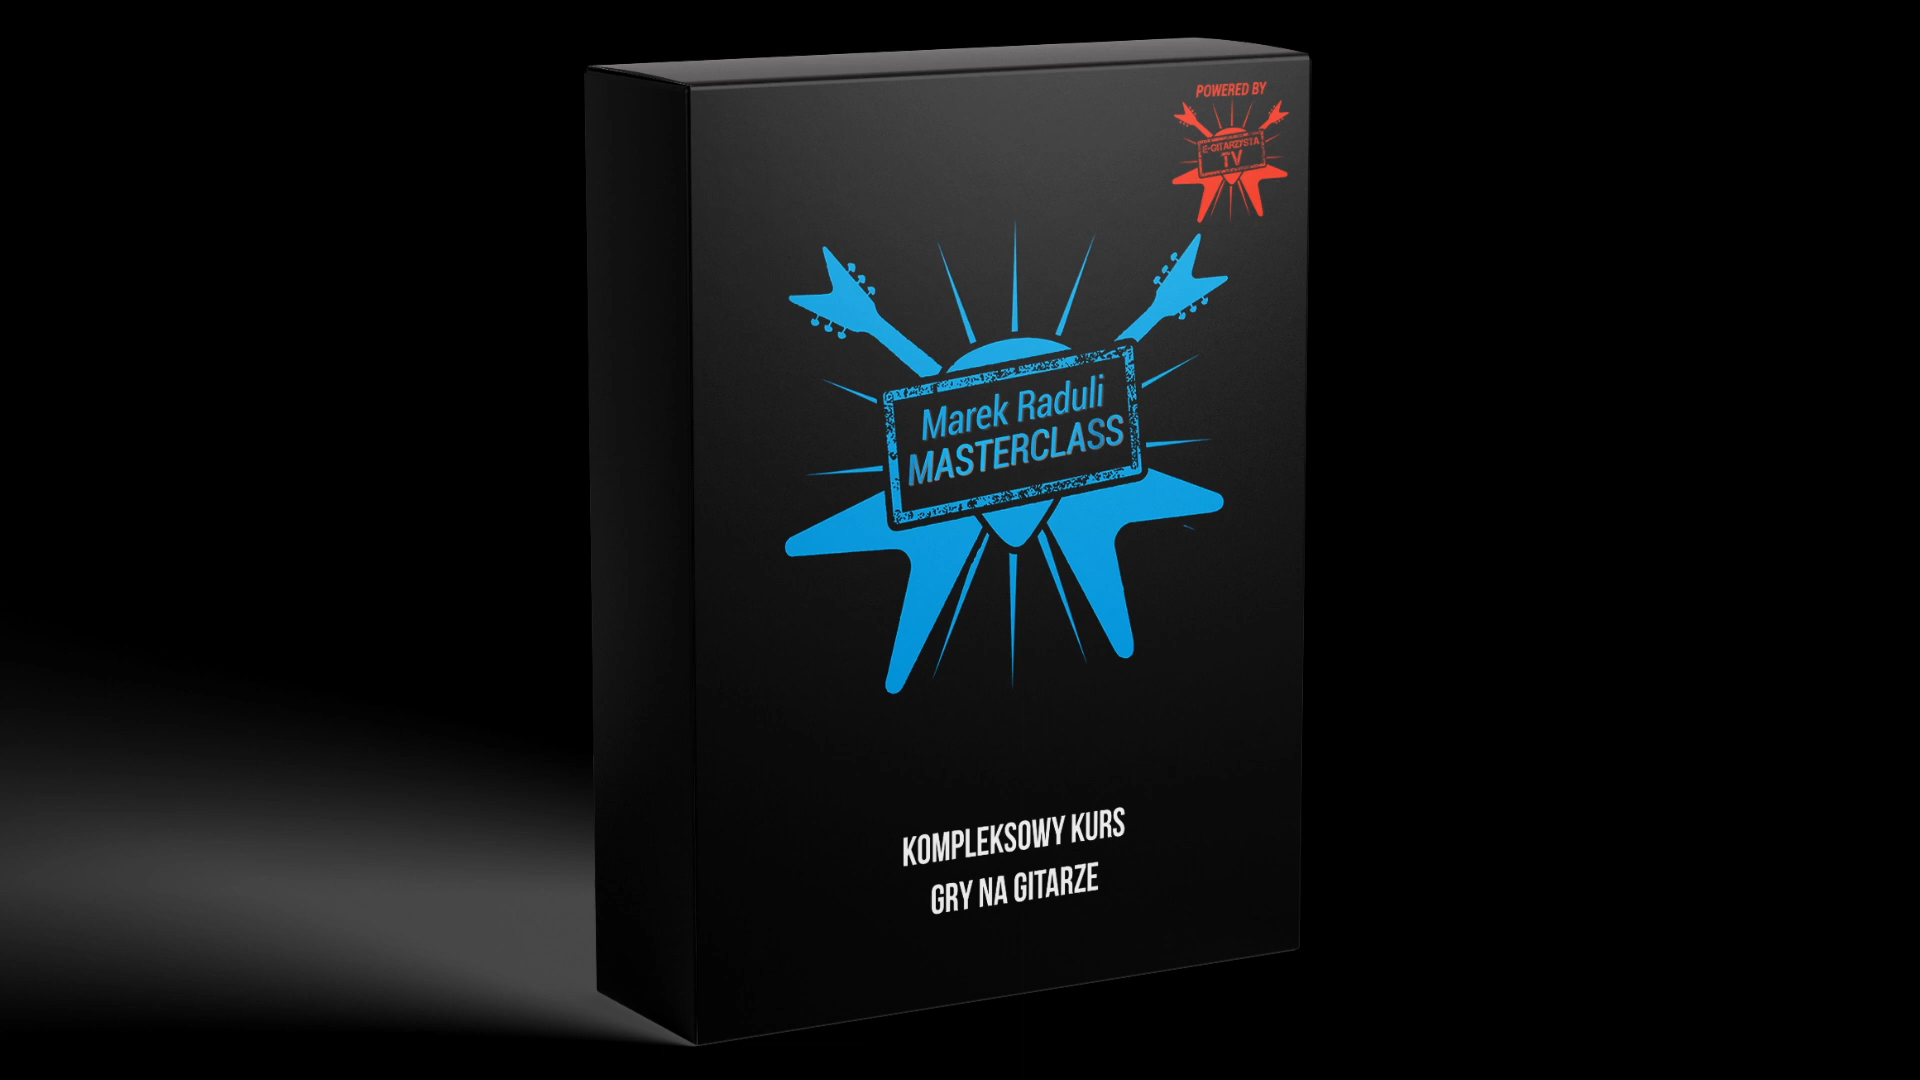 POWERED BY
E-GITARZYSTA
TV
Marek Raduli
MASTERCLASS
KOMPLEKSOWY KURS
GRY NA GITARZE